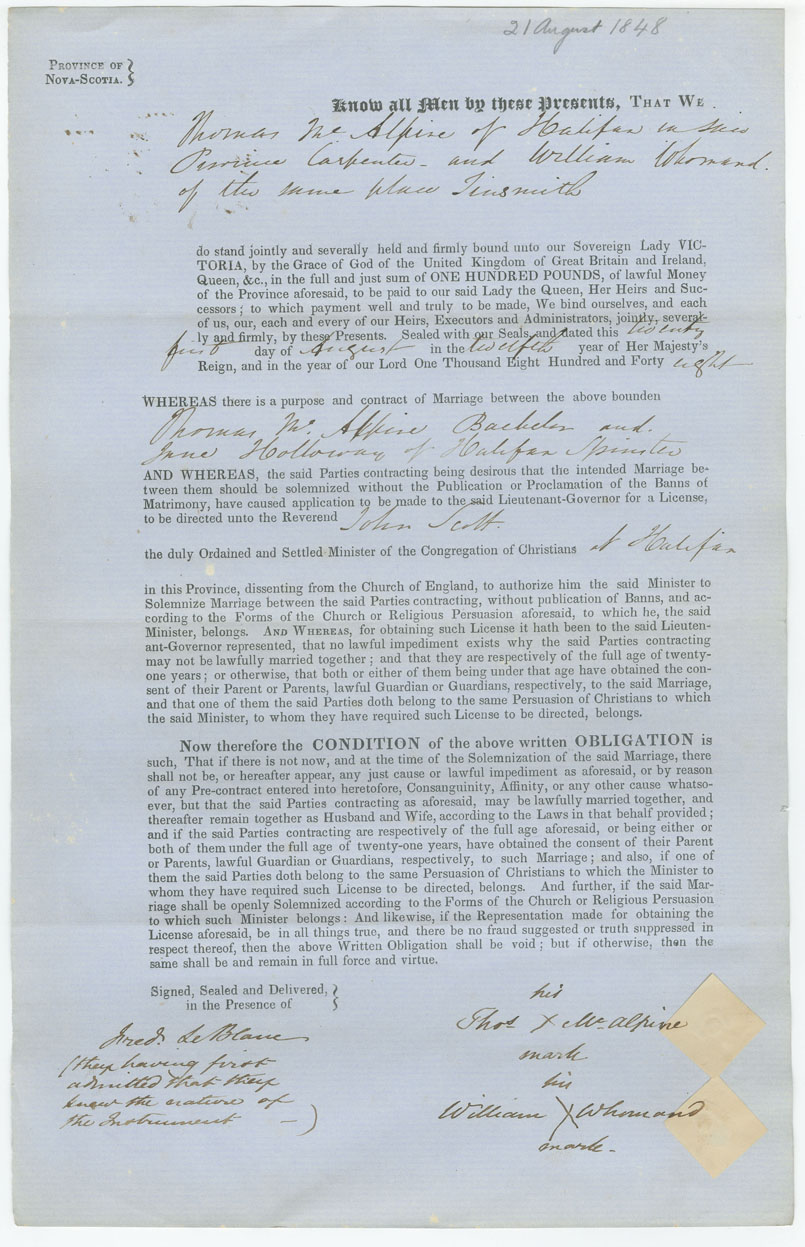 21 August 1848
PROVINCE OF
NOVA-SCOTIA.
Know all Men by these Presents, THAT WE
Thomas Mc Alpine of Halifax in said
Province Carpenter - and William Whomand.
of the same place Tinsmith
do stand jointly and severally held and firmly bound unto our Sovereign Lady VIC-
TORIA, by the Grace of God of the United Kingdom of Great Britain and Ireland,
Queen, &c., in the full and just sum of ONE HUNDRED POUNDS, of lawful Money
of the Province aforesaid, to be paid to our said Lady the Queen, Her Heirs and Suc-
cessors; to which payment well and truly to be made, We bind ourselves, and each
of us, our, each and every of our Heirs, Executors and Administrators, jointly, several-
ly and firmly, by these Presents. Sealed with our Seals, and dated this twenty
first day of August in the twelfth year of Her Majesty's
Reign, and in the year of our Lord One Thousand Eight Hundred and Forty eight
WHEREAS there is a purpose and contract of Marriage between the above bounden
Thomas Mc Alpine Bachelor and.
Jane Holloway of Halifax Spinster
AND WHEREAS, the said Parties contracting being desirous that the intended Marriage be-
tween them should be solemnized without the Publication or Proclamation of the Banns of
Matrimony, have caused application to be made to the said Lieutenant-Governor for a License,
to be directed unto the Reverend John Scott.
the duly Ordained and Settled Minister of the Congregation of Christians at Halifax
in this Province, dissenting from the Church of England, to authorize him the said Minister to
Solemnize Marriage between the said Parties contracting, without publication of Banns, and ac-
cording to the Forms of the Church or Religious Persuasion aforesaid, to which he, the said
Minister, belongs. AND WHEREAS, for obtaining such License it hath been to the said Lieuten-
ant-Governor represented, that no lawful impediment exists why the said Parties contracting
may not be lawfully married together; and that they are respectively of the full age of twenty-
one years; or otherwise, that both or either of them being under that age have obtained the con-
sent of their Parent or Parents, lawful Guardian or Guardians, respectively, to the said Marriage,
and that one of them the said Parties doth belong to the same Persuasion of Christians to which
the said Minister, to whom they have required such License to be directed, belongs.
Now therefore the CONDITION of the above written OBLIGATION is
such, That if there is not now, and at the time of the Solemnization of the said Marriage, there
shall not be, or hereafter appear, any just cause or lawful impediment as aforesaid, or by reason
of any Pre-contract entered into heretofore, Consanguinity, Affinity, or any other cause whatso-
ever, but that the said Parties contracting as aforesaid, may be lawfully married together, and
thereafter remain together as Husband and Wife, according to the Laws in that behalf provided;
and if the said Parties contracting are respectively of the full age aforesaid, or being either or
both of them under the full age of twenty-one years, have obtained the consent of their Parent
or Parents, lawful Guardian or Guardians, respectively, to such Marriage; and also, if one of
them the said Parties doth belong to the same Persuasion of Christians to which the Minister to
whom they have required such License to be directed, belongs. And further, if the said Mar-
riage shall be openly Solemnized according to the Forms of the Church or Religious Persuasion
to which such Minister belongs: And likewise, if the Representation made for obtaining the
License aforesaid, be in all things true, and there be no fraud suggested or truth suppressed in
respect thereof, then the above Written Obligation shall be void; but if otherwise, then the
same shall be and remain in full force and virtue.
Signed, Sealed and Delivered,
in the Presence of
Fred. LeBlanc
(they having first
admitted that they
knew the nature of
the Instrument - )
his
Thos X McAlpine
mark
his
William X Whomand
mark-